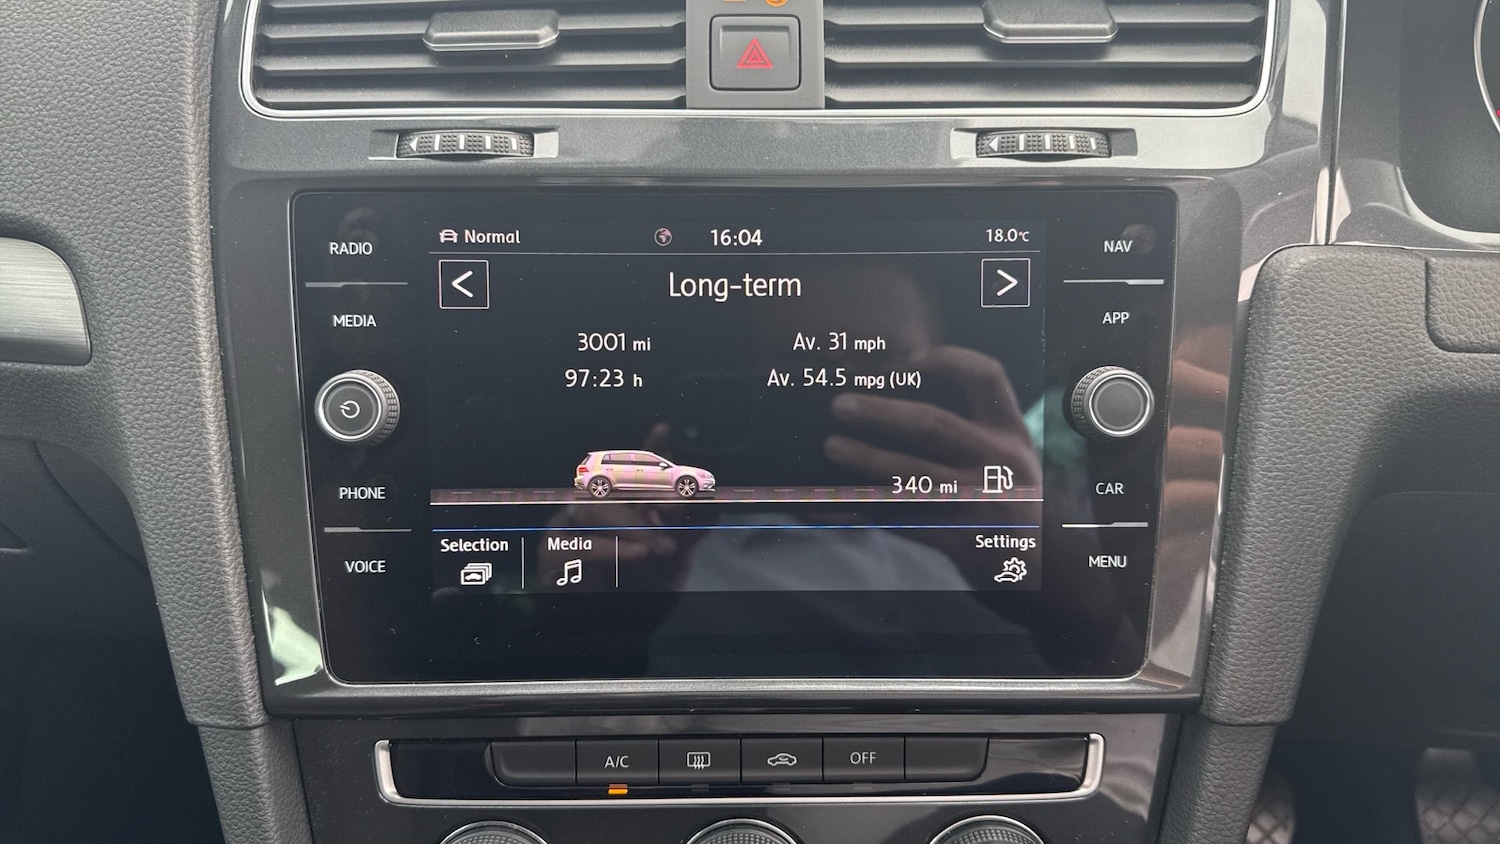 RADIO
MEDIA
PHONE
VOICE
Normal
16:04
18.0°C
<
Long-term
>
3001 mi
Av. 31 mph
97:23 h
Av. 54.5 mpg (UK)
340 mi
Selection
Media
Settings
NAV
APP
CAR
MENU
A/C
OFF